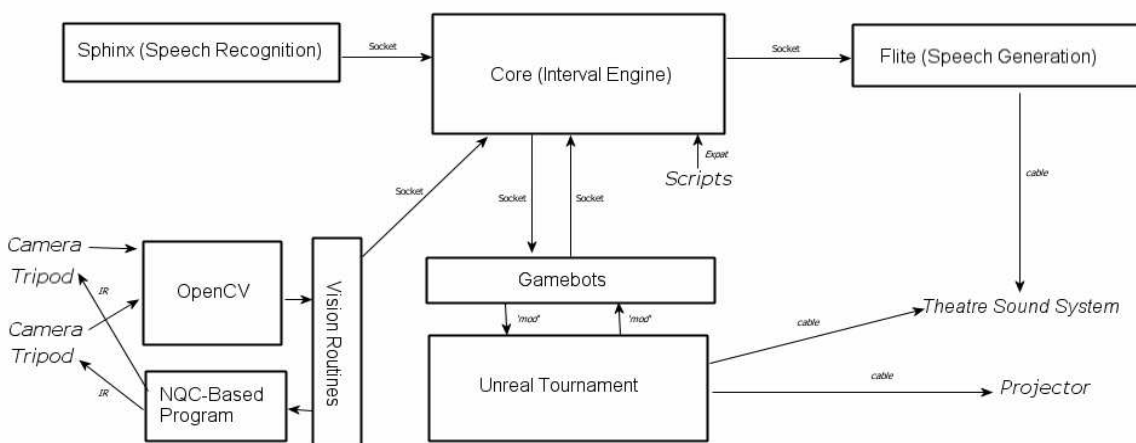 Sphinx (Speech Recognition)
Socket
Core (Interval Engine)
Socket
Flite (Speech Generation)
Expat
Scripts
cable
Socket
Socket
Socket
Camera
Tripod
IR
OpenCV
Vision Routines
Gamebots
"mod"
"mod"
Camera
Tripod
IR
NQC-Based
Program
Unreal Tournament
cable
Theatre Sound System
cable
Projector